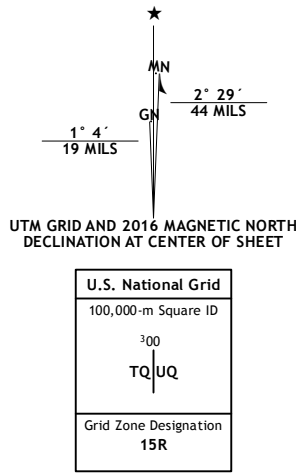 ★
MN
GN
2° 29´
44 MILS
1° 4´
19 MILS
UTM GRID AND 2016 MAGNETIC NORTH
DECLINATION AT CENTER OF SHEET
U.S. National Grid
100,000-m Square ID
³00
TQ UQ
Grid Zone Designation
15R